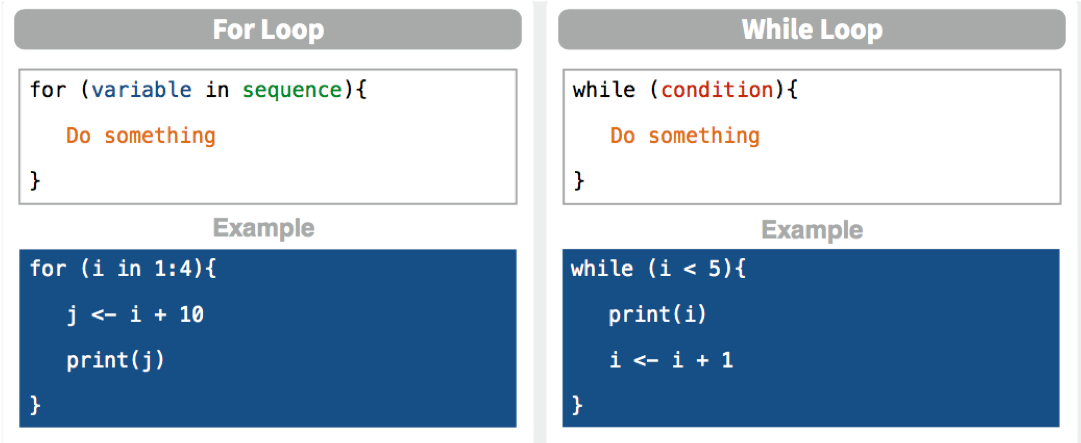 For Loop
for (variable in sequence){
Do something
}
Example
for (i in 1:4){
j <- i + 10
print(j)
}
While Loop
while (condition){
Do something
}
Example
while (i < 5){
print(i)
i <- i + 1
}